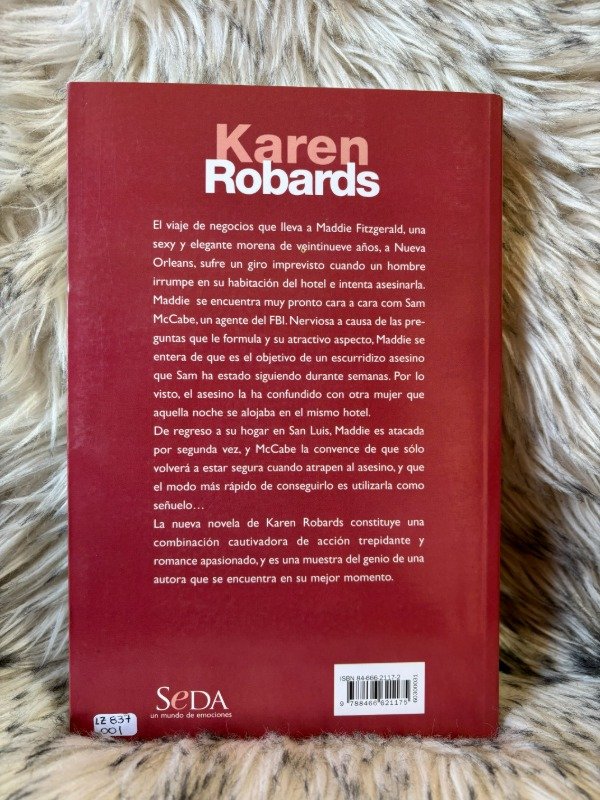 Karen
Robards
El viaje de negocios que lleva a Maddie Fitzgerald, una
sexy y elegante morena de veintinueve años, a Nueva
Orleans, sufre un giro imprevisto cuando un hombre
irrumpe en su habitación del hotel e intenta asesinarla.
Maddie se encuentra muy pronto cara a cara com Sam
McCabe, un agente del FBI. Nerviosa a causa de las pre-
guntas que le formula y su atractivo aspecto, Maddie se
entera de que es el objetivo de un escurridizo asesino
que Sam ha estado siguiendo durante semanas. Por lo
visto, el asesino la ha confundido con otra mujer que
aquella noche se alojaba en el mismo hotel.
De regreso a su hogar en San Luis, Maddie es atacada
por segunda vez, y McCabe la convence de que sólo
volverá a estar segura cuando atrapen al asesino, y que
el modo más rápido de conseguirlo es utilizarla como
señuelo...
La nueva novela de Karen Robards constituye una
combinación cautivadora de acción trepidante y
romance apasionado, y es una muestra del genio de una
autora que se encuentra en su mejor momento.
SeDA
un mundo de emociones
LZ 837
001
ISBN 84-666-2117-2
9 788466 621175
60300031